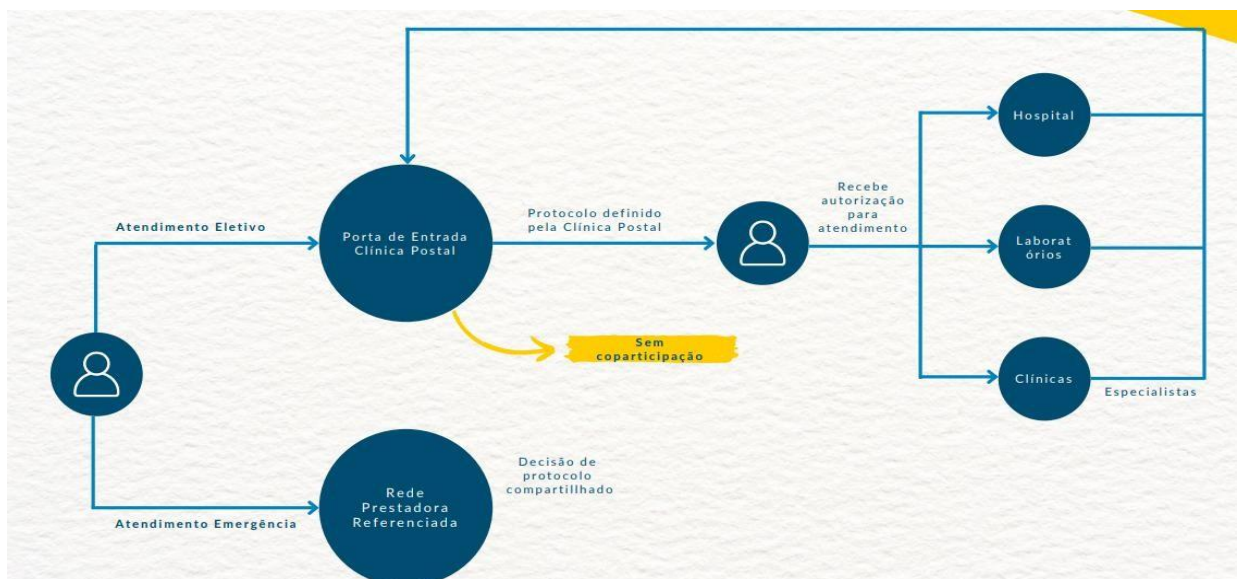 Atendimento Eletivo
Porta de Entrada
Clínica Postal
Protocolo definido
pela Clínica Postal
Recebe
autorização
para
atendimento
Hospital
Laborat
órios
Clínicas
Especialistas
Sem
coparticipação
Atendimento Emergência
Rede
Prestadora
Referenciada
Decisão de
protocolo
compartillhado